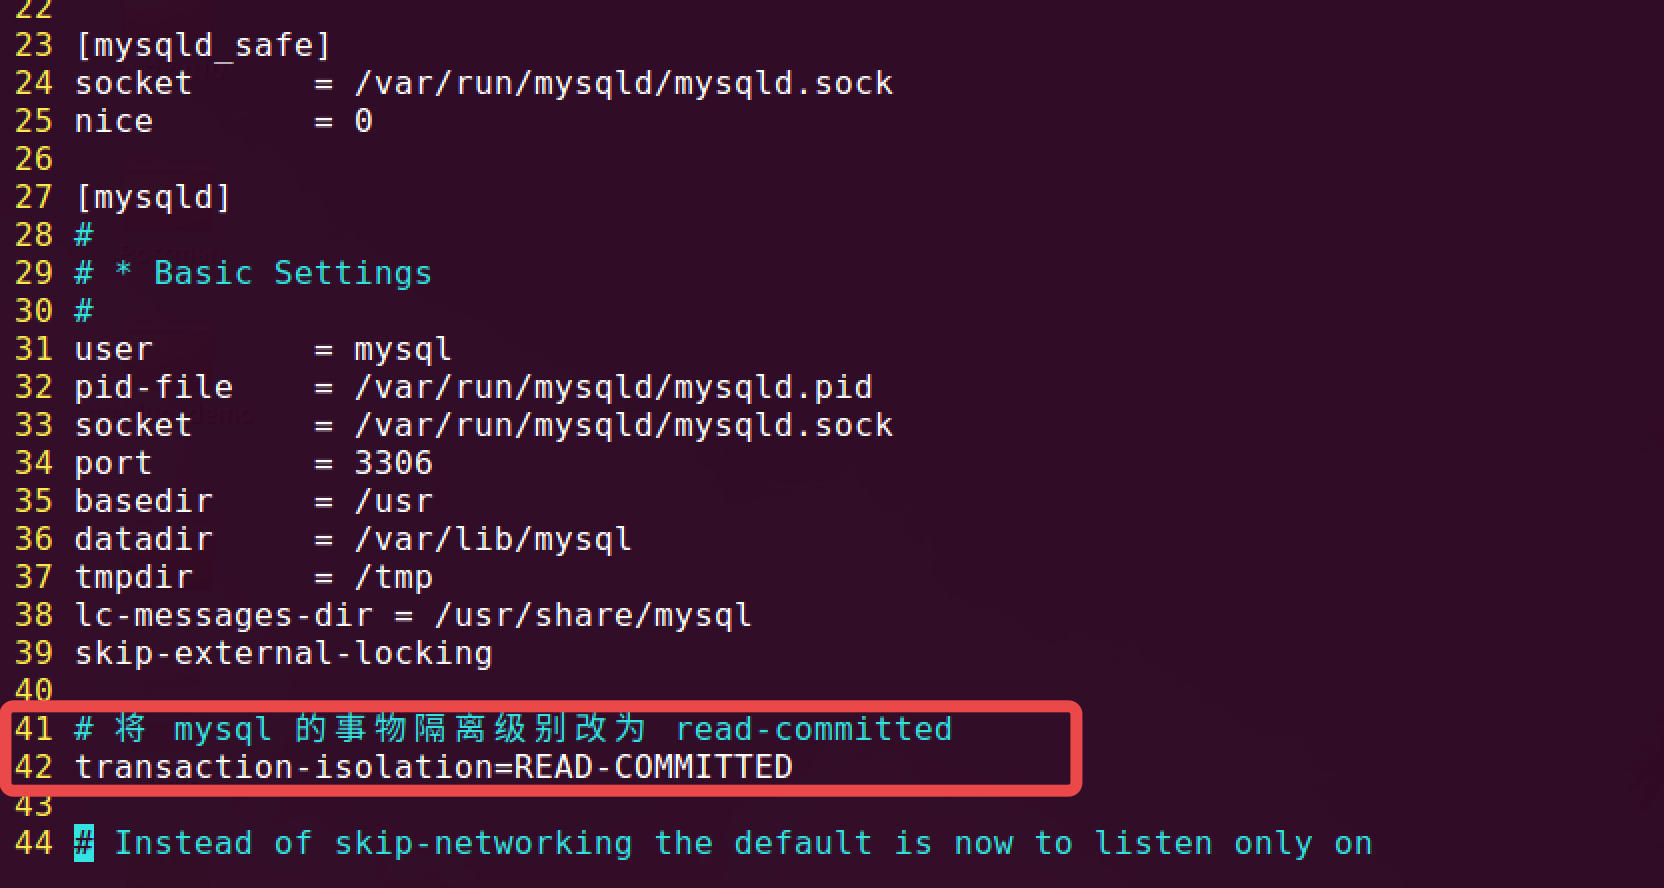 22
23 [mysqld_safe]
24 socket      = /var/run/mysqld/mysqld.sock
25 nice        = 0
26
27 [mysqld]
28 #
29 # * Basic Settings
30 #
31 user        = mysql
32 pid-file    = /var/run/mysqld/mysqld.pid
33 socket      = /var/run/mysqld/mysqld.sock
34 port        = 3306
35 basedir     = /usr
36 datadir     = /var/lib/mysql
37 tmpdir      = /tmp
38 lc-messages-dir = /usr/share/mysql
39 skip-external-locking
40
41 # 将 mysql 的事物隔离级别改为 read-committed
42 transaction-isolation=READ-COMMITTED
43
44 # Instead of skip-networking the default is now to listen only on